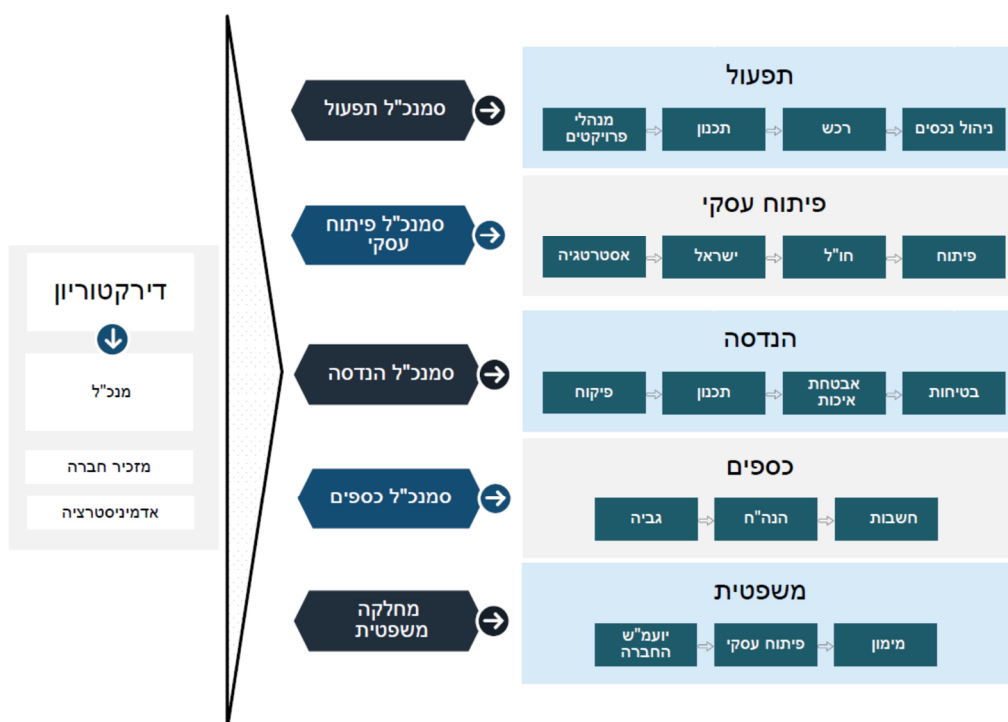 דירקטוריון
מנכ"ל
מזכיר חברה
אדמיניסטרציה
סמנכ"ל תפעול
תפעול
מנהלי
פרויקטים
תכנון
רכש
ניהול נכסים
סמנכ"ל פיתוח
עסקי
פיתוח עסקי
אסטרטגיה
ישראל
חו"ל
פיתוח
סמנכ"ל הנדסה
הנדסה
פיקוח
תכנון
אבטחת
איכות
בטיחות
סמנכ"ל כספים
כספים
גביה
הנה"ח
חשבות
מחלקה
משפטית
משפטית
יועמ"ש
החברה
פיתוח עסקי
מימון